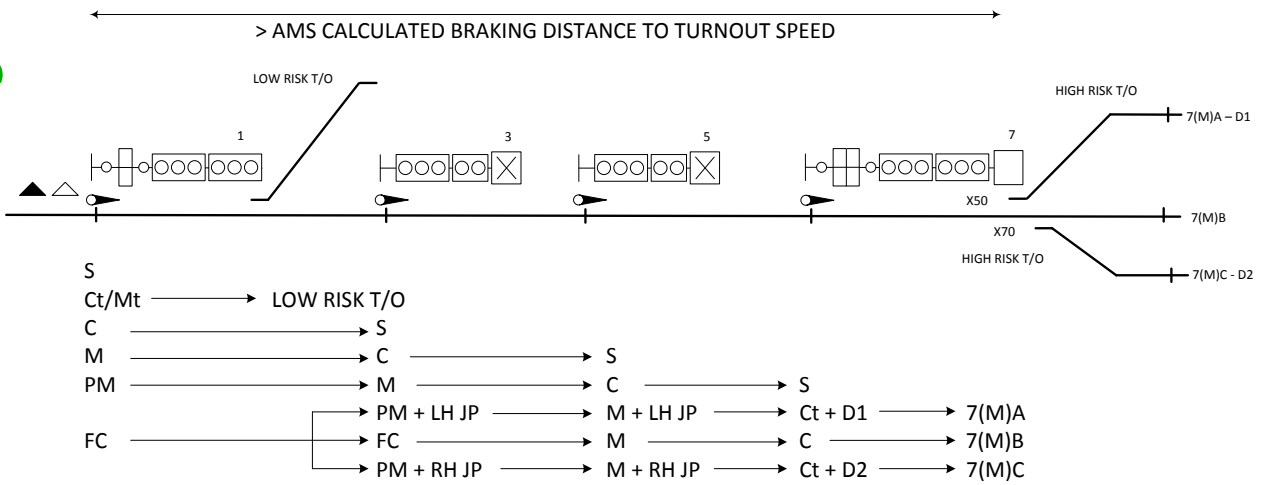 > AMS CALCULATED BRAKING DISTANCE TO TURNOUT SPEED
LOW RISK T/O
HIGH RISK T/O
1
3
5
7
7(M)A – D1
X50
7(M)B
X70
HIGH RISK T/O
7(M)C - D2
S
Ct/Mt LOW RISK T/O
C S
M C S
PM M C S
PM + LH JP M + LH JP Ct + D1 7(M)A
FC FC M C 7(M)B
PM + RH JP M + RH JP Ct + D2 7(M)C